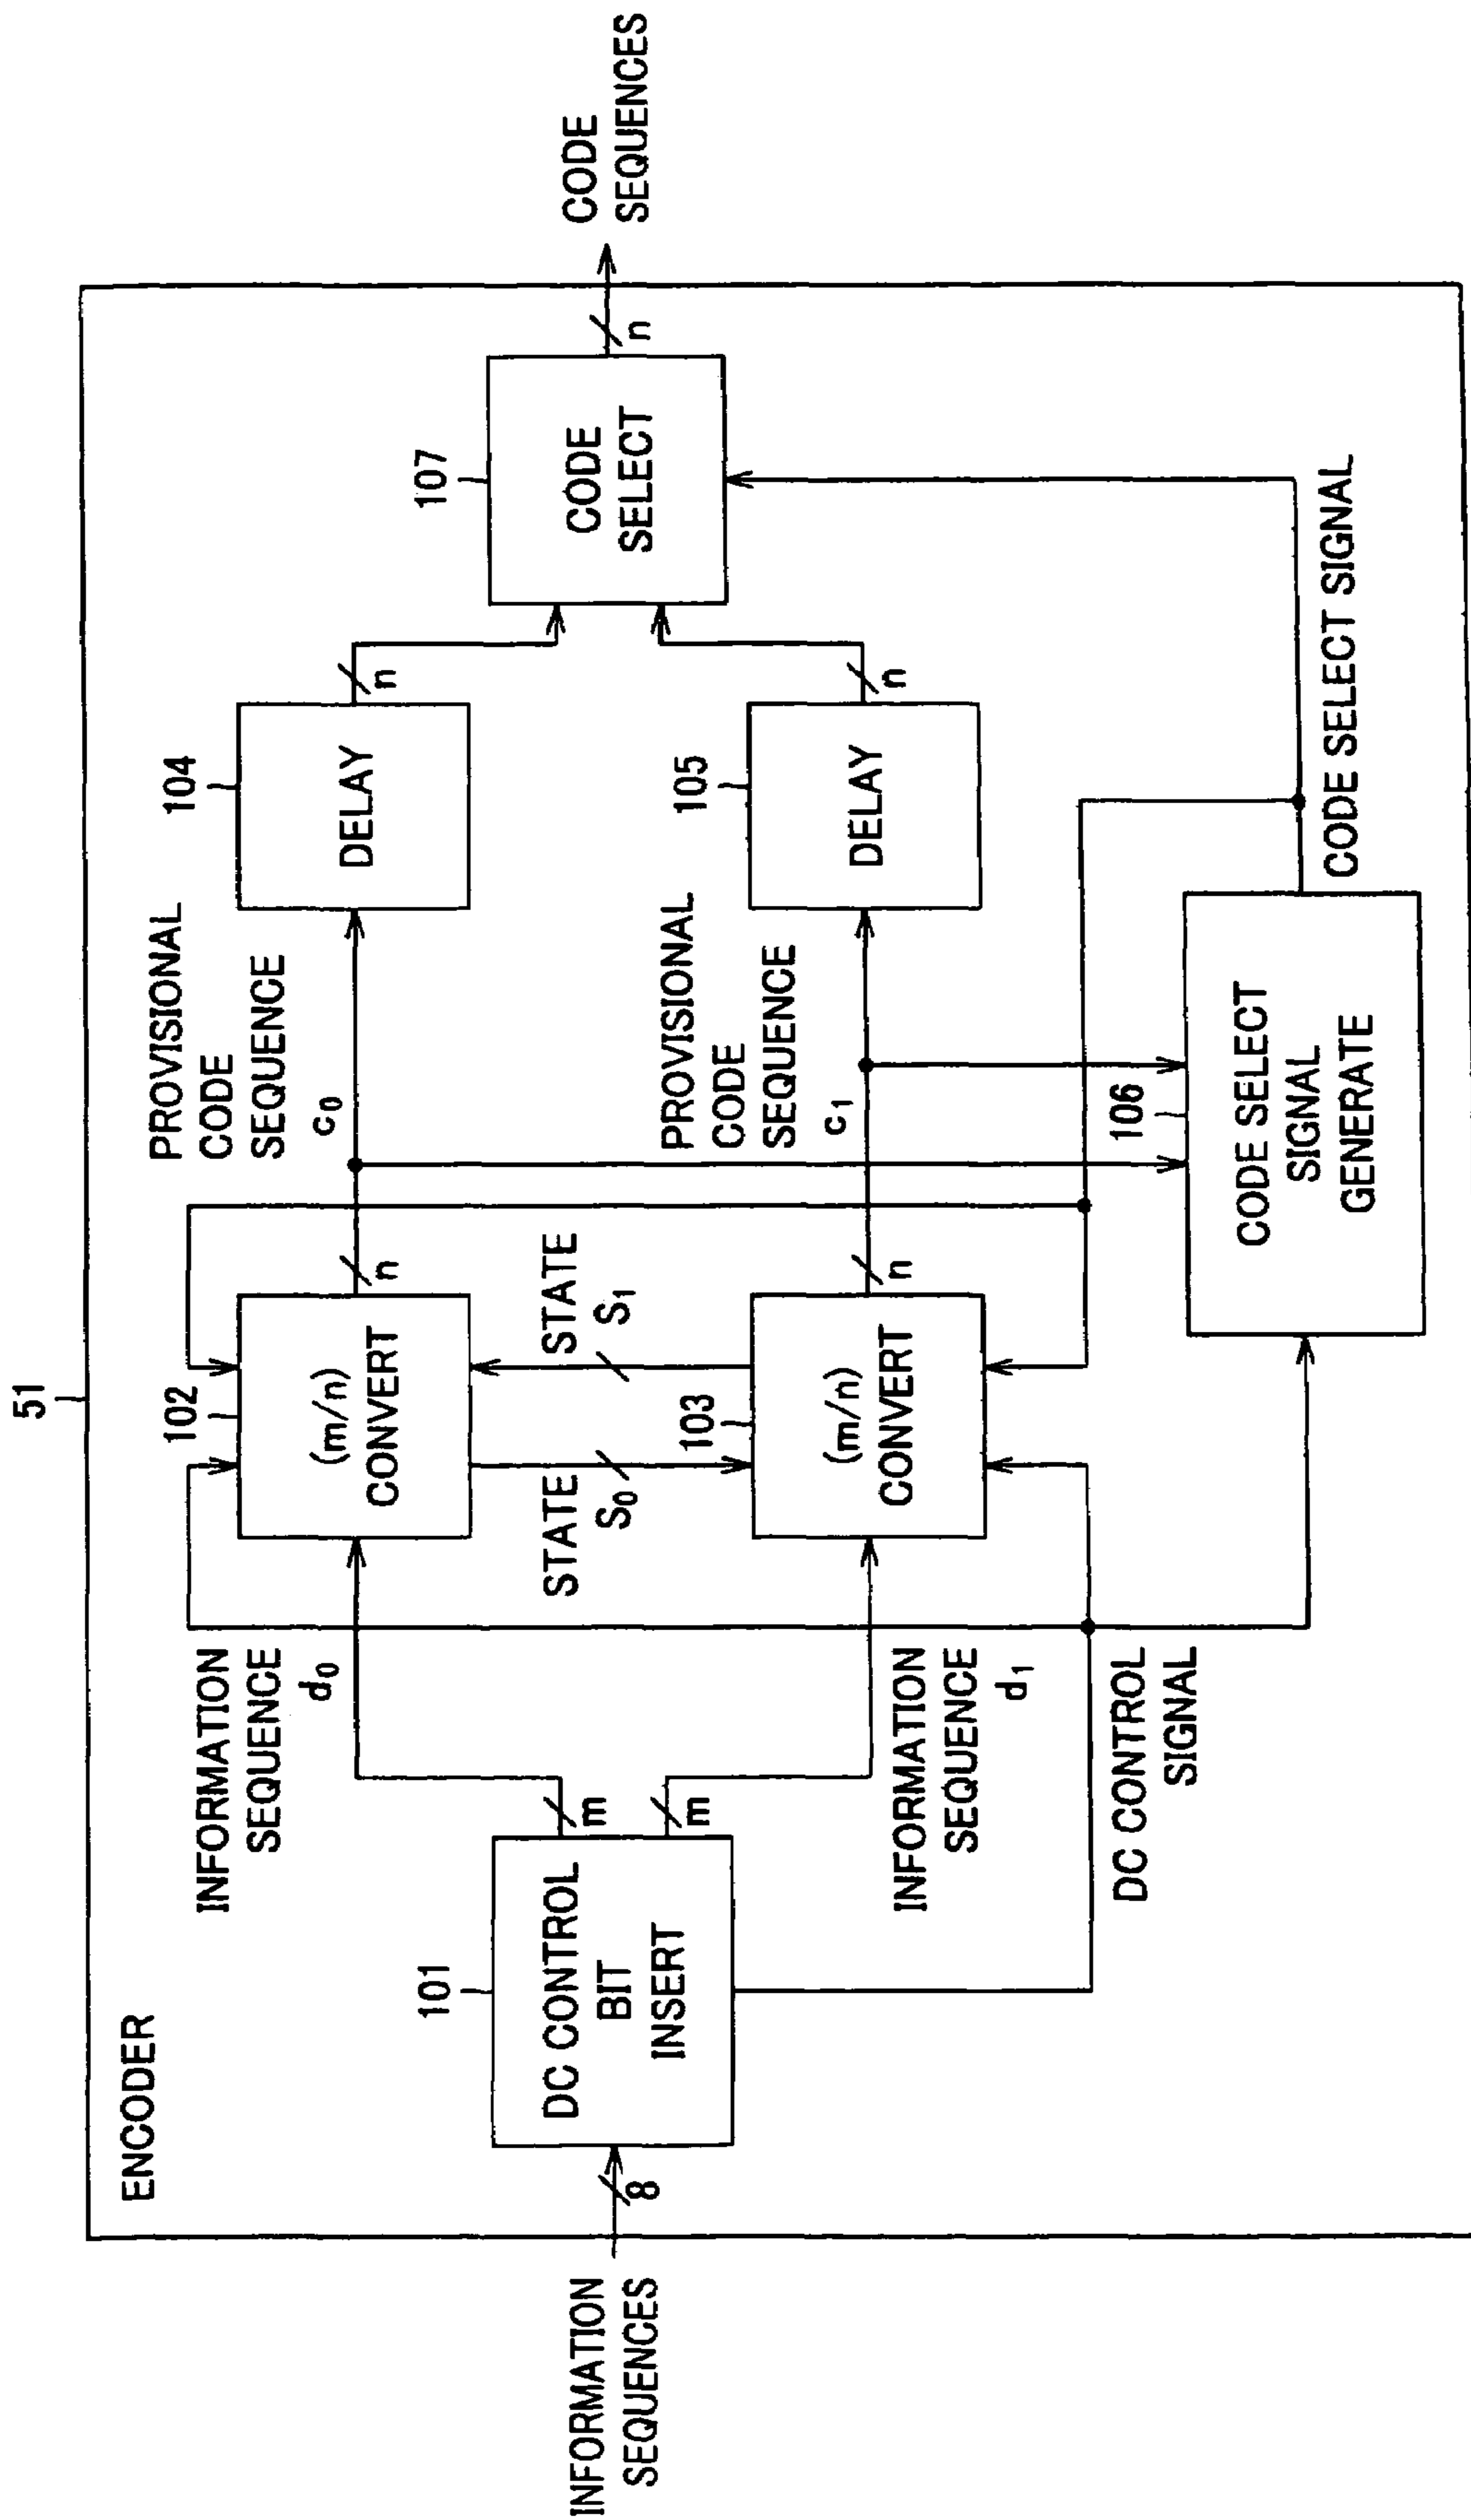 51
ENCODER
INFORMATION
SEQUENCES
8
101
DC CONTROL
BIT
INSERT
m
m
INFORMATION
SEQUENCE
d0
INFORMATION
SEQUENCE
d1
DC CONTROL
SIGNAL
102
(m/n)
CONVERT
n
STATE
S0
STATE
S1
103
(m/n)
CONVERT
n
PROVISIONAL
CODE
SEQUENCE
c0
PROVISIONAL
CODE
SEQUENCE
c1
104
DELAY
n
105
DELAY
n
106
CODE SELECT
SIGNAL
GENERATE
CODE SELECT SIGNAL
107
CODE
SELECT
n
CODE
SEQUENCES